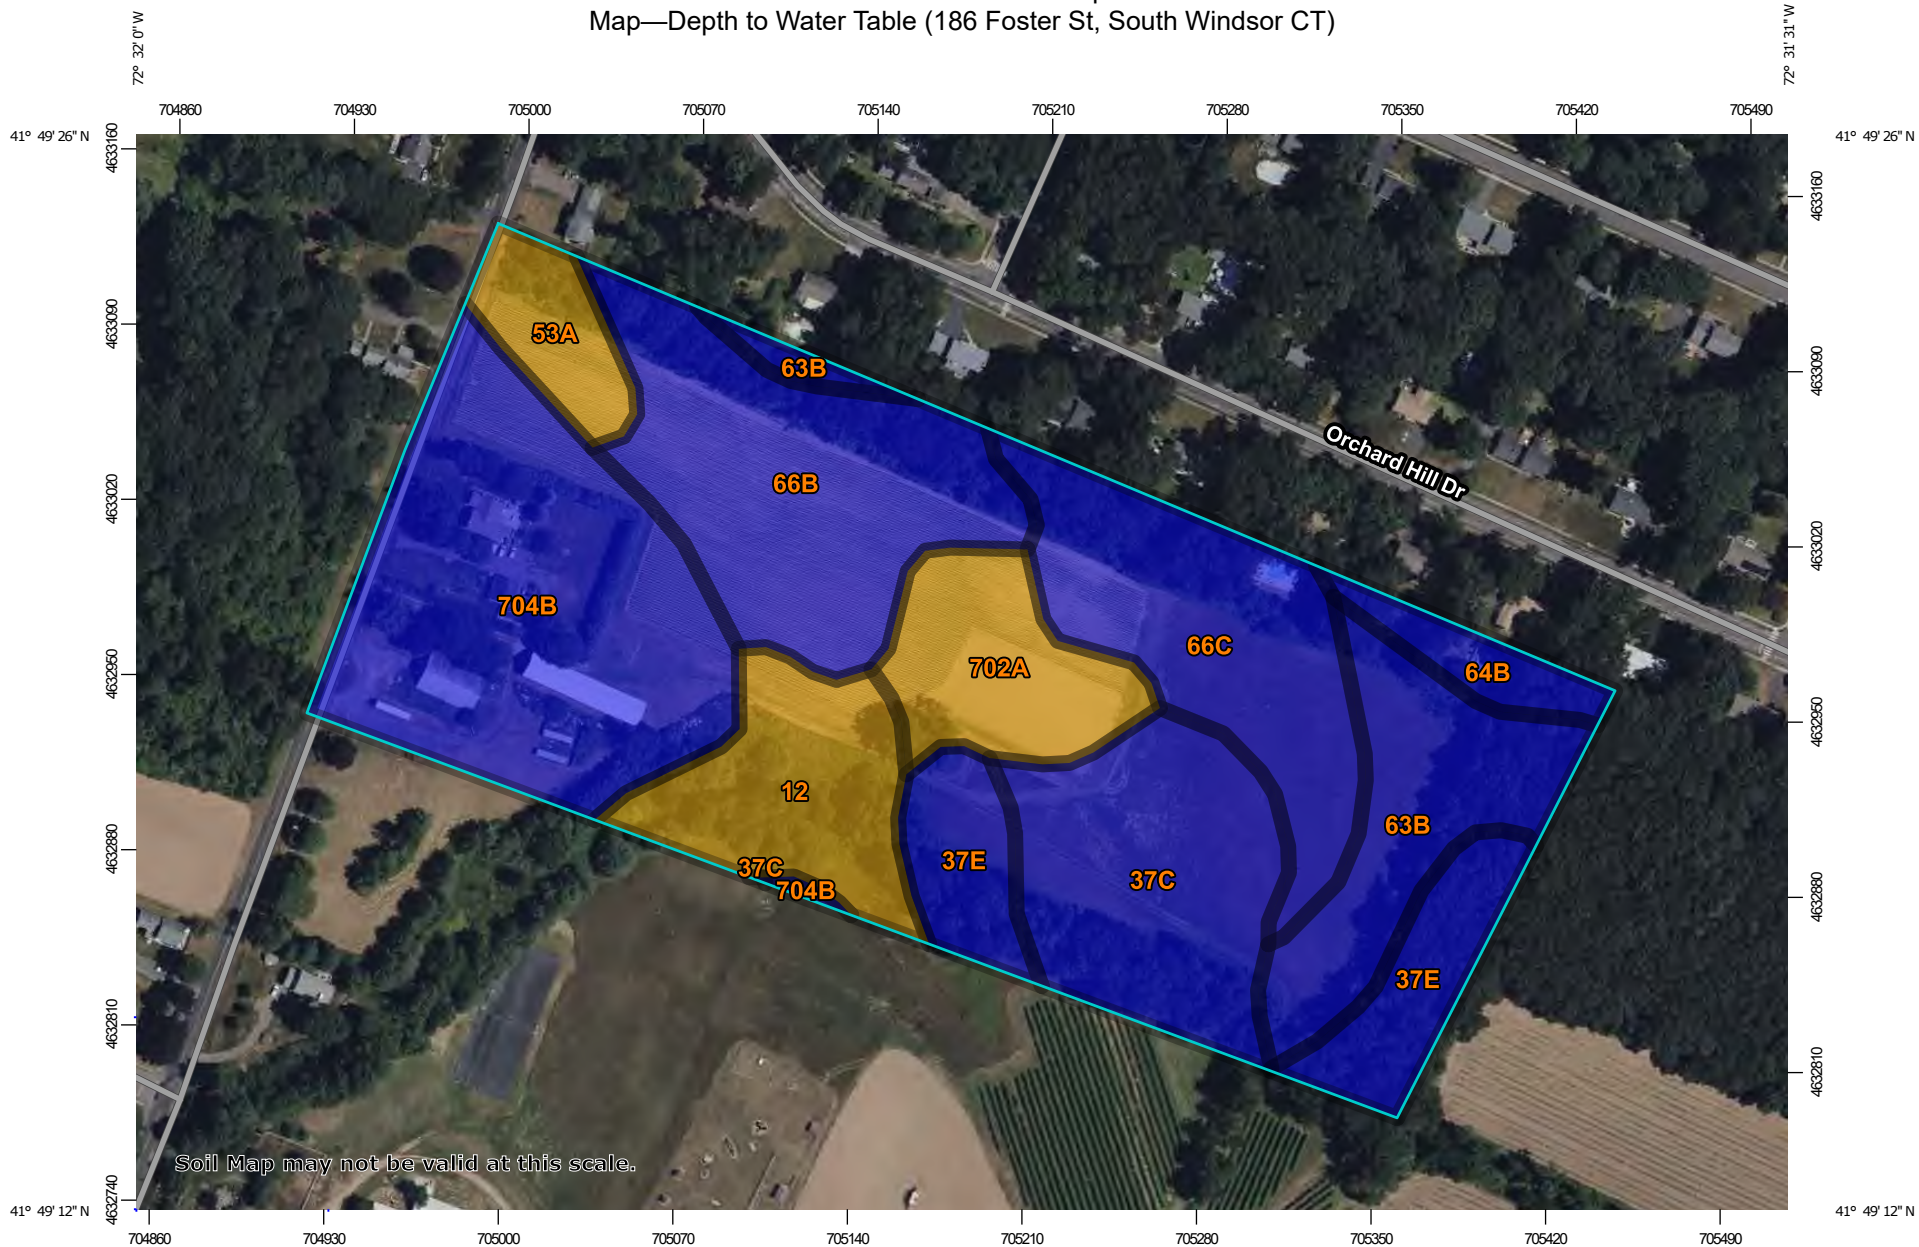 Map—Depth to Water Table (186 Foster St, South Windsor CT)
72° 32' 0" W
72° 31' 31" W
704860 704930 705000 705070 705140 705210 705280 705350 705420 705490
41° 49' 26" N
41° 49' 26" N
4633160
4633160
4633090
4633090
53A
63B
Orchard Hill Dr
66B
4633020
4633020
704B
66C
702A
64B
4632950
4632950
12
63B
37E
37C
37C
704B
4632880
4632880
37E
4632810
4632810
Soil Map may not be valid at this scale.
4632740
41° 49' 12" N
41° 49' 12" N
704860 704930 705000 705070 705140 705210 705280 705350 705420 705490